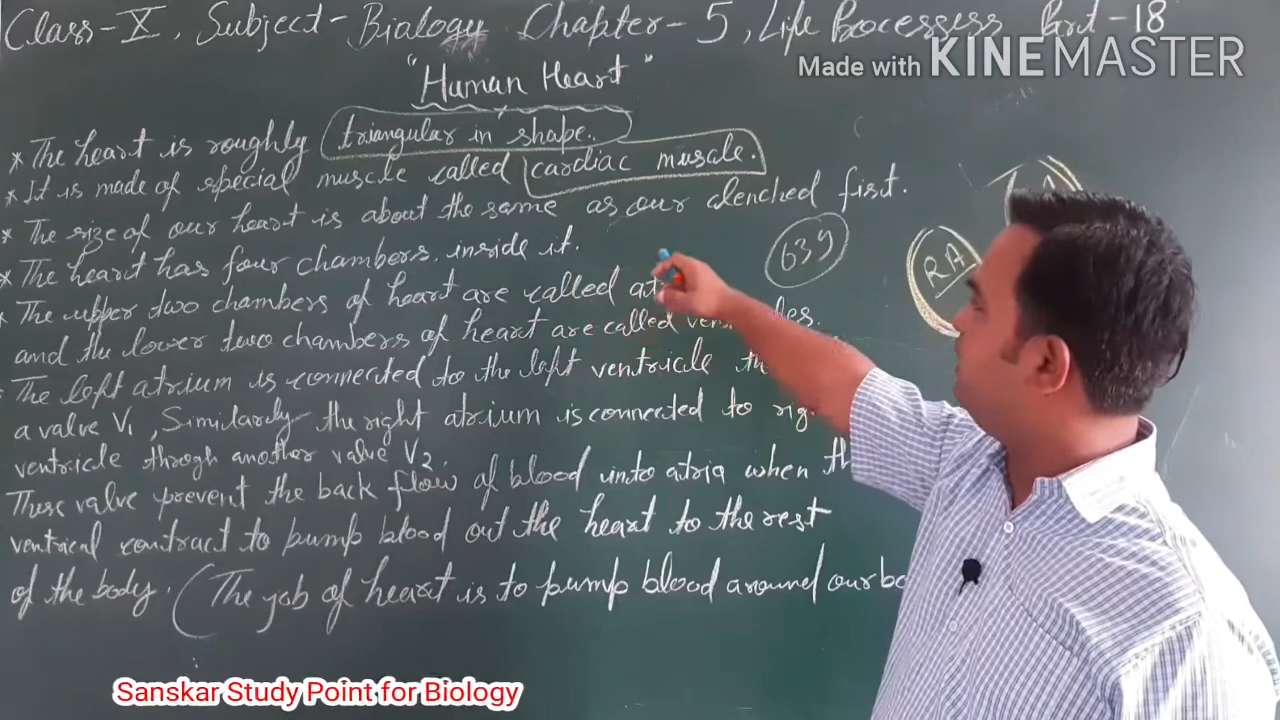 Class-X, Subject-Biology Chapter-5, Life Processess Part-18
Made with KINEMASTER
"Human Heart"
* The heart is roughly triangular in shape.
* It is made of special muscle called cardiac muscle.
* The size of our heart is about the same as our clenched first.
* The heart has four chambers, inside it.
639
RA
The upper two chambers of heart are called
and the lower two chambers of heart are called
The left atrium is connected to the left ventricle
a valve V1, Similarly the right atrium is connected to
ventricle throgh another valve V2.
These valve prevent the back flow of blood into atria when
ventrical contract to pump blood out the heart to the rest
of the body. (The job of heart is to pump blood around our
Sanskar Study Point for Biology